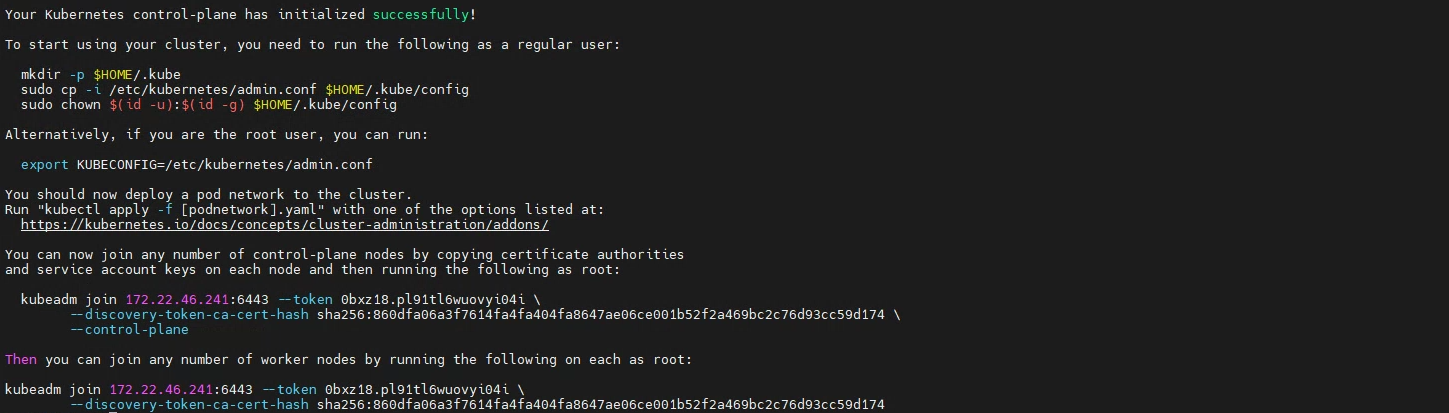 Your Kubernetes control-plane has initialized successfully!
To start using your cluster, you need to run the following as a regular user:
mkdir -p $HOME/.kube
sudo cp -i /etc/kubernetes/admin.conf $HOME/.kube/config
sudo chown $(id -u):$(id -g) $HOME/.kube/config
Alternatively, if you are the root user, you can run:
export KUBECONFIG=/etc/kubernetes/admin.conf
You should now deploy a pod network to the cluster.
Run "kubectl apply -f [podnetwork].yaml" with one of the options listed at:
https://kubernetes.io/docs/concepts/cluster-administration/addons/
You can now join any number of control-plane nodes by copying certificate authorities
and service account keys on each node and then running the following as root:
kubeadm join 172.22.46.241:6443 --token 0bxz18.pl91tl6wuovyi04i \
--discovery-token-ca-cert-hash sha256:860dfa06a3f7614fa4fa404fa8647ae06ce001b52f2a469bc2c76d93cc59d174 \
--control-plane
Then you can join any number of worker nodes by running the following on each as root:
kubeadm join 172.22.46.241:6443 --token 0bxz18.pl91tl6wuovyi04i \
--discovery-token-ca-cert-hash sha256:860dfa06a3f7614fa4fa404fa8647ae06ce001b52f2a469bc2c76d93cc59d174